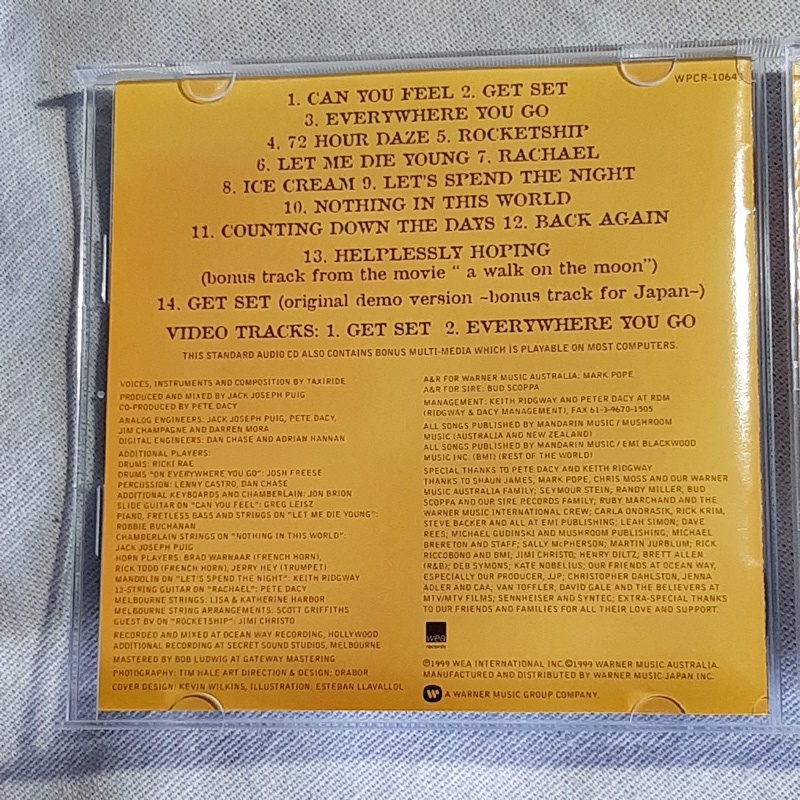 WPCR-1064
1. CAN YOU FEEL 2. GET SET
3. EVERYWHERE YOU GO
4. 72 HOUR DAZE 5. ROCKETSHIP
6. LET ME DIE YOUNG 7. RACHAEL
8. ICE CREAM 9. LET'S SPEND THE NIGHT
10. NOTHING IN THIS WORLD
11. COUNTING DOWN THE DAYS 12. BACK AGAIN
13. HELPLESSLY HOPING
(bonus track from the movie " a walk on the moon")
14. GET SET (original demo version ~bonus track for Japan~)
VIDEO TRACKS: 1. GET SET 2. EVERYWHERE YOU GO
THIS STANDARD AUDIO CD ALSO CONTAINS BONUS MULTI-MEDIA WHICH IS PLAYABLE ON MOST COMPUTERS.
VOICES, INSTRUMENTS AND COMPOSITION BY TAXIRIDE
PRODUCED AND MIXED BY JACK JOSEPH PUIG
CO-PRODUCED BY PETE DACY
ANALOG ENGINEERS: JACK JOSEPH PUIG, PETE DACY,
JIM CHAMPAGNE AND DARREN MORA
DIGITAL ENGINEERS: DAN CHASE AND ADRIAN HANNAN
ADDITIONAL PLAYERS:
DRUMS: RICKI RAE
DRUMS "ON EVERYWHERE YOU GO": JOSH FREESE
PERCUSSION: LENNY CASTRO, DAN CHASE
ADDITIONAL KEYBOARDS AND CHAMBERLAIN: JON BRION
SLIDE GUITAR ON "CAN YOU FEEL": GREG LEISZ
PIANO, FRETLESS BASS AND STRINGS ON "LET ME DIE YOUNG":
ROBBIE BUCHANAN
CHAMBERLAIN STRINGS ON "NOTHING IN THIS WORLD":
JACK JOSEPH PUIG
HORN PLAYERS: BRAD WARNAAR (FRENCH HORN),
RICK TODD (FRENCH HORN), JERRY HEY (TRUMPET)
MANDOLIN ON "LET'S SPEND THE NIGHT": KEITH RIDGWAY
12-STRING GUITAR ON "RACHAEL": PETE DACY
MELBOURNE STRINGS: LISA & KATHERINE HARBOR
MELBOURNE STRING ARRANGEMENTS: SCOTT GRIFFITHS
GUEST BV ON "ROCKETSHIP": JIMI CHRISTO
RECORDED AND MIXED AT OCEAN WAY RECORDING, HOLLYWOOD
ADDITIONAL RECORDING AT SECRET SOUND STUDIOS, MELBOURNE
MASTERED BY BOB LUDWIG AT GATEWAY MASTERING
PHOTOGRAPHY: TIM HALE ART DIRECTION & DESIGN: ORABOR
COVER DESIGN: KEVIN WILKINS, ILLUSTRATION: ESTEBAN LLAVALLOL
A&R FOR WARNER MUSIC AUSTRALIA: MARK POPE
A&R FOR SIRE: BUD SCOPPA
MANAGEMENT: KEITH RIDGWAY AND PETER DACY AT RDM
(RIDGWAY & DACY MANAGEMENT), FAX 61-3-9670-1505
ALL SONGS PUBLISHED BY MANDARIN MUSIC / MUSHROOM
MUSIC (AUSTRALIA AND NEW ZEALAND)
ALL SONGS PUBLISHED BY MANDARIN MUSIC / EMI BLACKWOOD
MUSIC INC. (BMI) (REST OF THE WORLD)
SPECIAL THANKS TO PETE DACY AND KEITH RIDGWAY
THANKS TO SHAUN JAMES, MARK POPE, CHRIS MOSS AND OUR WARNER
MUSIC AUSTRALIA FAMILY; SEYMOUR STEIN; RANDY MILLER, BUD
SCOPPA AND OUR SIRE RECORDS FAMILY, RUBY MARCHAND AND THE
WARNER MUSIC INTERNATIONAL CREW; CARLA ONDRASIK, RICK KRIM,
STEVE BACKER AND ALL AT EMI PUBLISHING; LEAH SIMON; DAVE
REES; MICHAEL GUDINSKI AND MUSHROOM PUBLISHING; MICHAEL
BRERETON AND STAFF; SALLY McPHERSON; MARTIN JURBLUM; RICK
RICCOBONO AND BMI; JIMI CHRISTO; HENRY DILTZ; BRETT ALLEN
(R&B); DEB SYMONS; KATE NOBELIUS; OUR FRIENDS AT OCEAN WAY,
ESPECIALLY OUR PRODUCER, JJP; CHRISTOPHER DAHLSTON, JENNA
ADLER AND CAA; VAN TOFFLER, DAVID GALE AND THE BELIEVERS AT
MTV/MTV FILMS; SENNHEISER AND SYNTEC; EXTRA-SPECIAL THANKS
TO OUR FRIENDS AND FAMILIES FOR ALL THEIR LOVE AND SUPPORT.
wea
records
℗1999 WEA INTERNATIONAL INC.©1999 WARNER MUSIC AUSTRALIA.
MANUFACTURED AND DISTRIBUTED BY WARNER MUSIC JAPAN INC.
A WARNER MUSIC GROUP COMPANY.